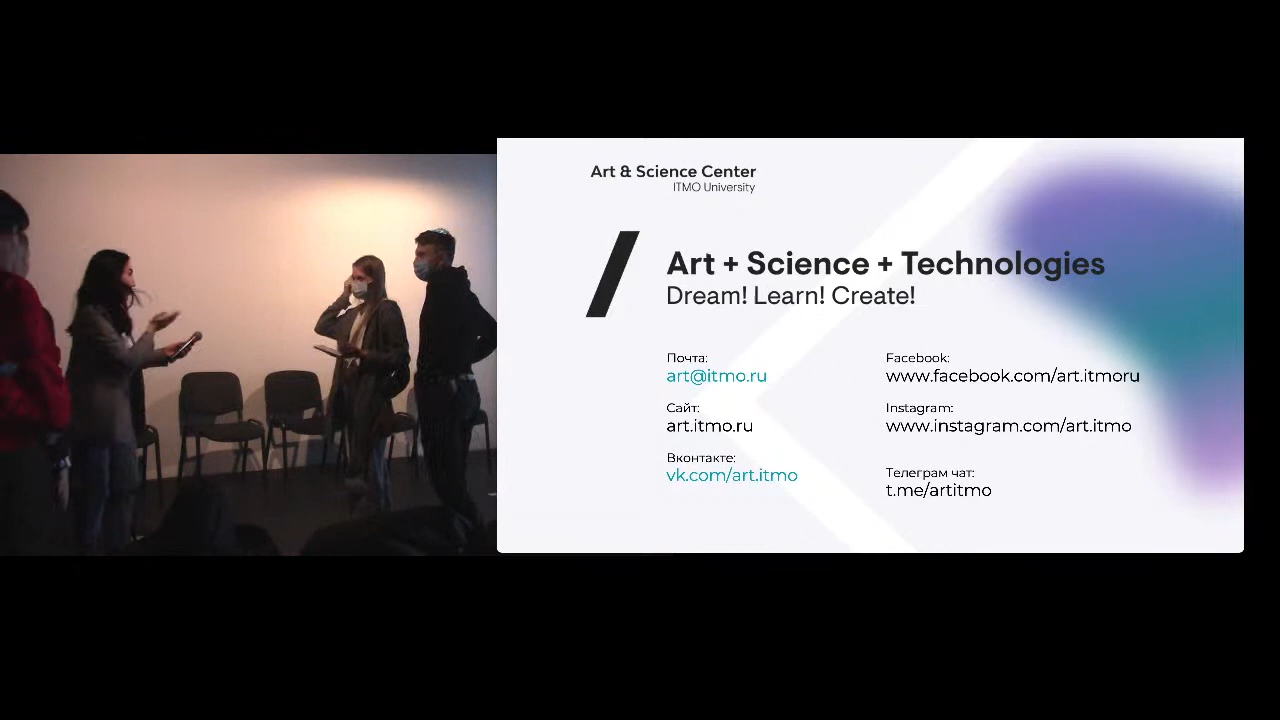 Art & Science Center
ITMO University
Art + Science + Technologies
Dream! Learn! Create!
Почта:
art@itmo.ru
Сайт:
art.itmo.ru
Вконтакте:
vk.com/art.itmo
Facebook:
www.facebook.com/art.itmoru
Instagram:
www.instagram.com/art.itmo
Телеграм чат:
t.me/artitmo